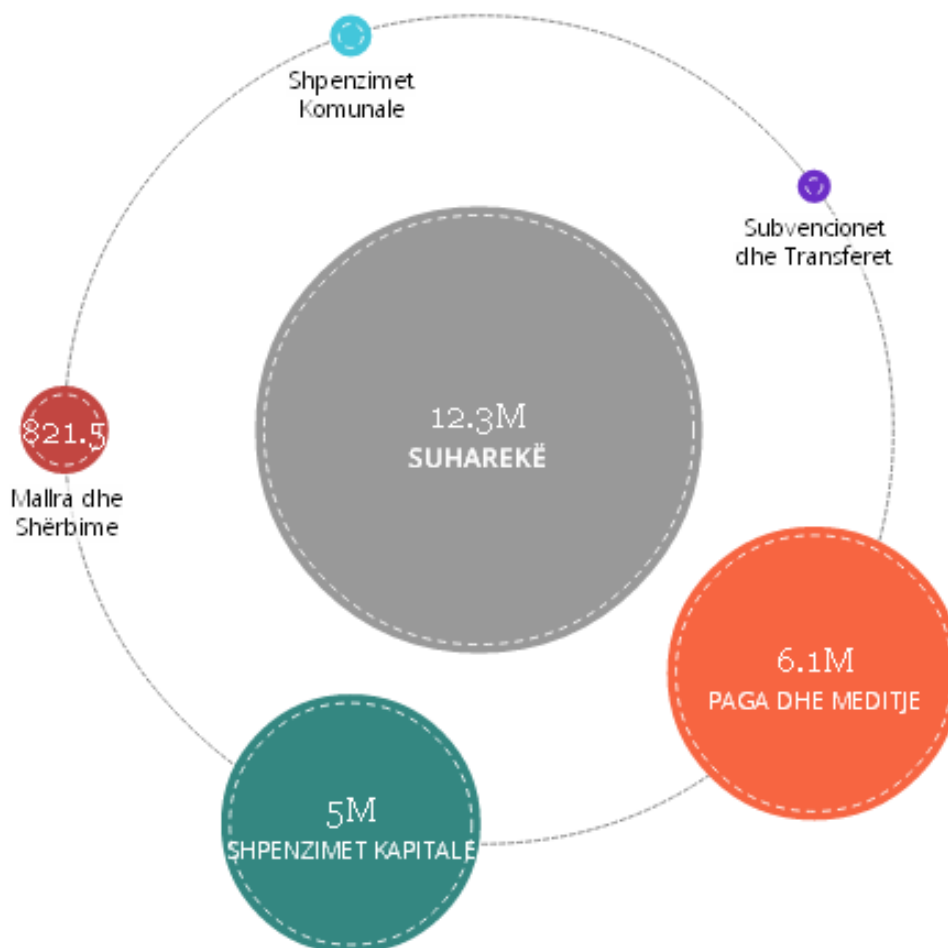 Shpenzimet
Komunale
Subvencionet
dhe Transferet
12.3M
SUHAREKË
821.5
Mallra dhe
Shërbime
6.1M
PAGA DHE MEDITJE
5M
SHPENZIMET KAPITALE